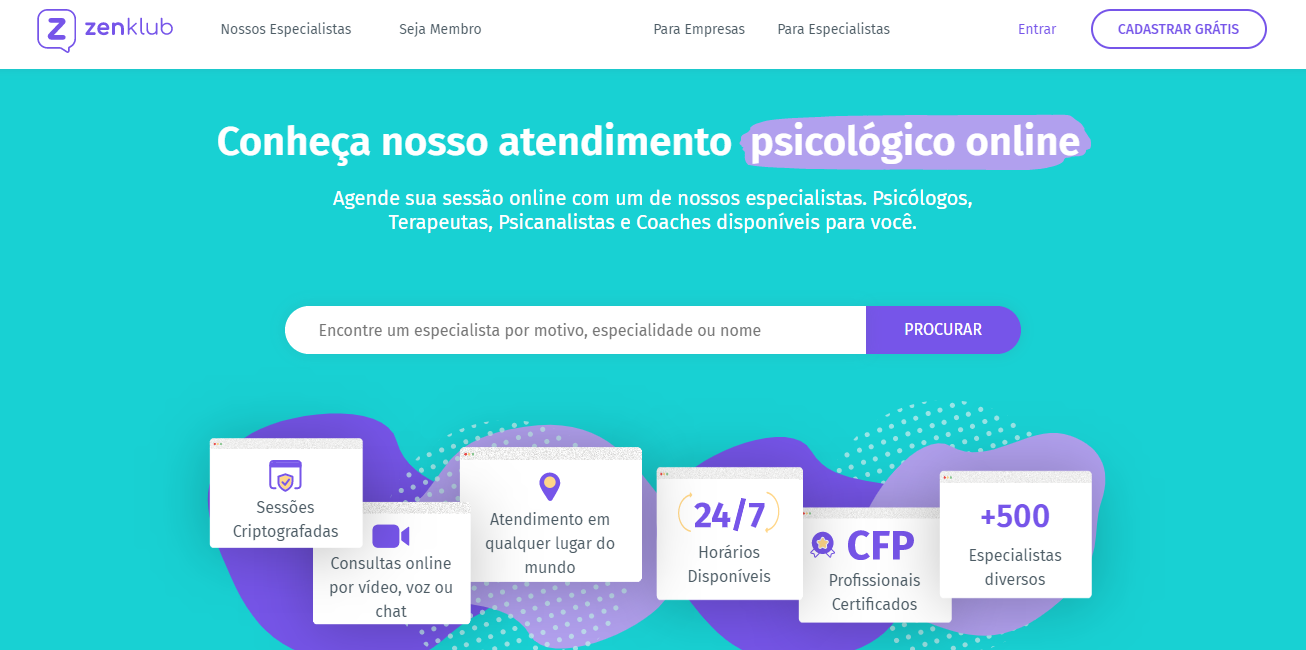 zenklub
Nossos Especialistas
Seja Membro
Para Empresas
Para Especialistas
Entrar
CADASTRAR GRÁTIS
Conheça nosso atendimento psicológico online
Agende sua sessão online com um de nossos especialistas. Psicólogos,
Terapeutas, Psicanalistas e Coaches disponíveis para você.
Encontre um especialista por motivo, especialidade ou nome
PROCURAR
Sessões
Criptografadas
Consultas online
por vídeo, voz ou
chat
Atendimento em
qualquer lugar do
mundo
24/7
Horários
Disponíveis
CFP
Profissionais
Certificados
+500
Especialistas
diversos